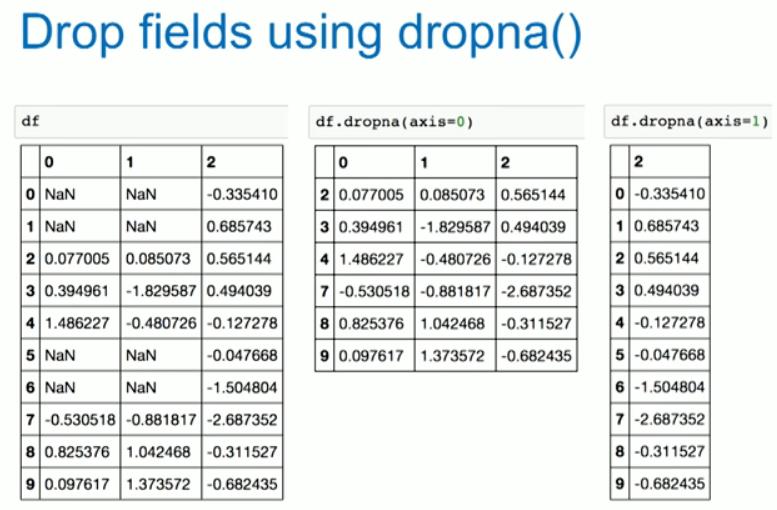 Drop fields using dropna()
df
0 1 2
0 NaN NaN -0.335410
1 NaN NaN 0.685743
2 0.077005 0.085073 0.565144
3 0.394961 -1.829587 0.494039
4 1.486227 -0.480726 -0.127278
5 NaN NaN -0.047668
6 NaN NaN -1.504804
7 -0.530518 -0.881817 -2.687352
8 0.825376 1.042468 -0.311527
9 0.097617 1.373572 -0.682435
df.dropna(axis=0)
0 1 2
2 0.077005 0.085073 0.565144
3 0.394961 -1.829587 0.494039
4 1.486227 -0.480726 -0.127278
7 -0.530518 -0.881817 -2.687352
8 0.825376 1.042468 -0.311527
9 0.097617 1.373572 -0.682435
df.dropna(axis=1)
2
0 -0.335410
1 0.685743
2 0.565144
3 0.494039
4 -0.127278
5 -0.047668
6 -1.504804
7 -2.687352
8 -0.311527
9 -0.682435